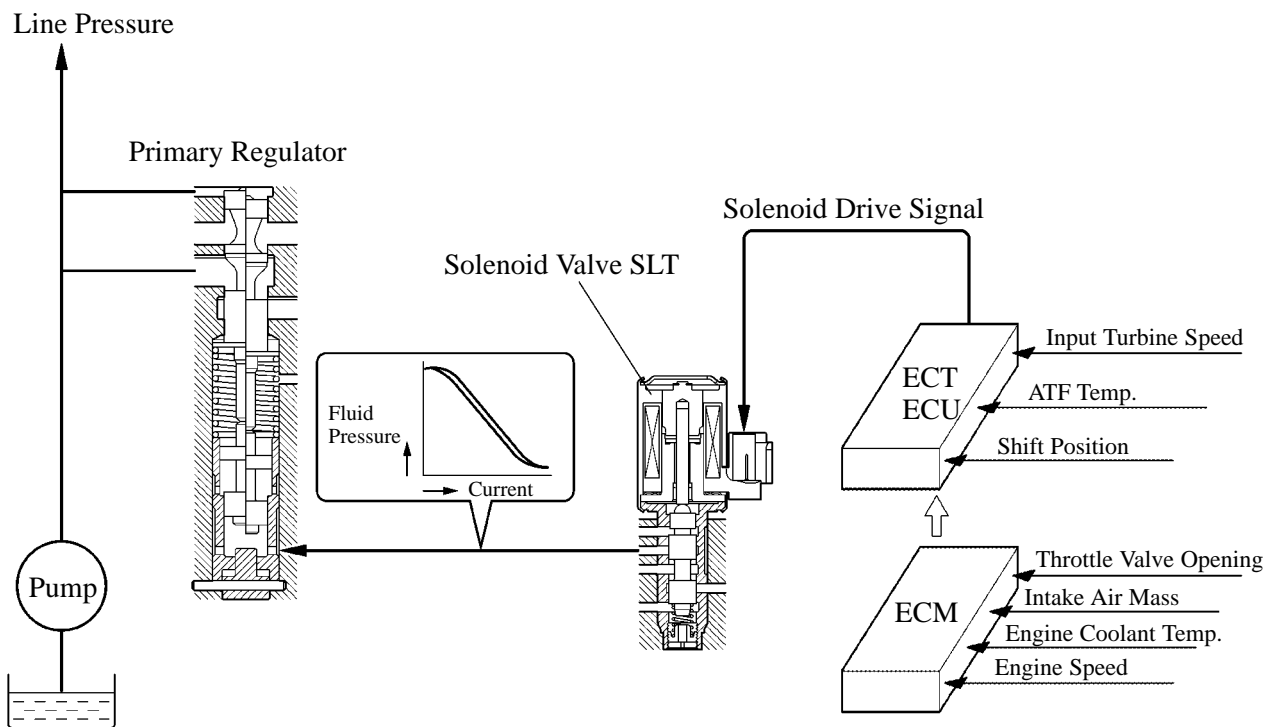 Line Pressure
Primary Regulator
Solenoid Drive Signal
Solenoid Valve SLT
Input Turbine Speed
ECT
ECU
ATF Temp.
Fluid
Pressure
Shift Position
Current
Throttle Valve Opening
Pump
Intake Air Mass
ECM
Engine Coolant Temp.
Engine Speed